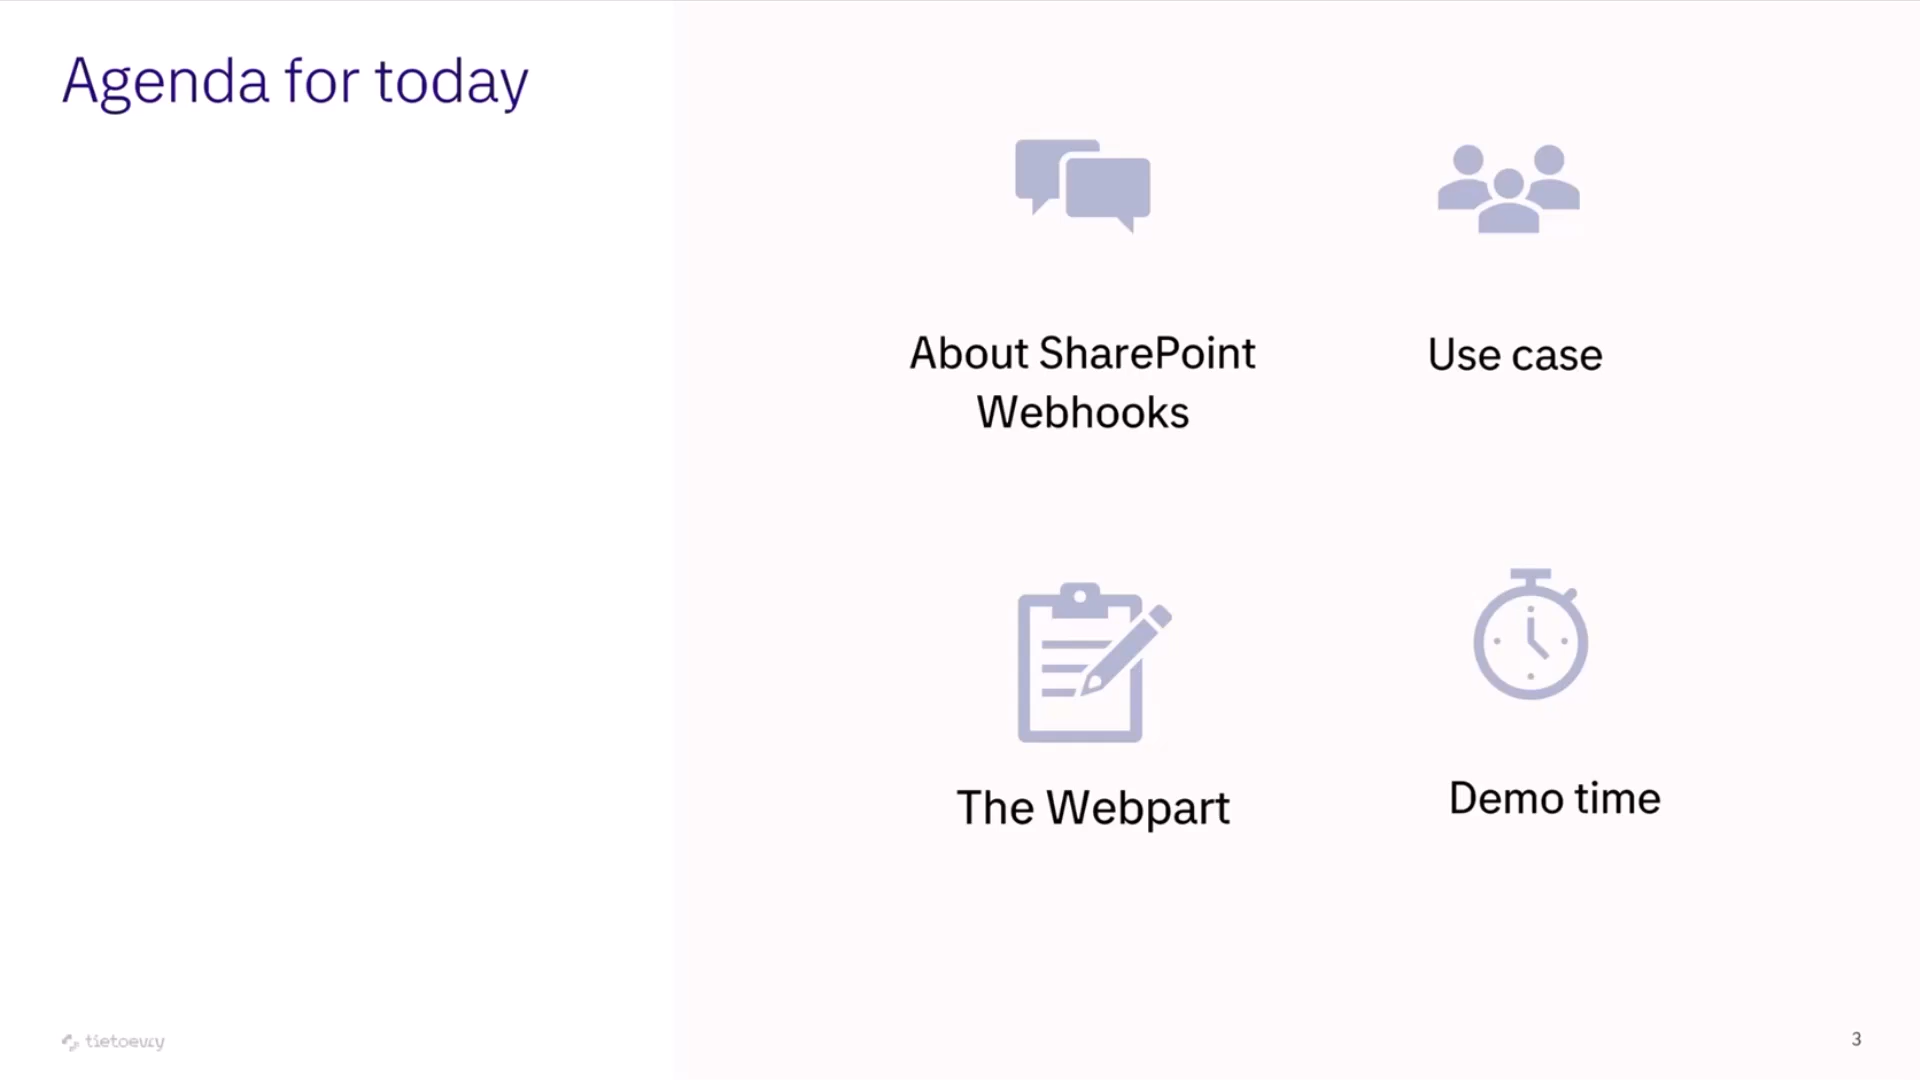 Agenda for today
About SharePoint
Webhooks
Use case
The Webpart
Demo time
tietoevry
3